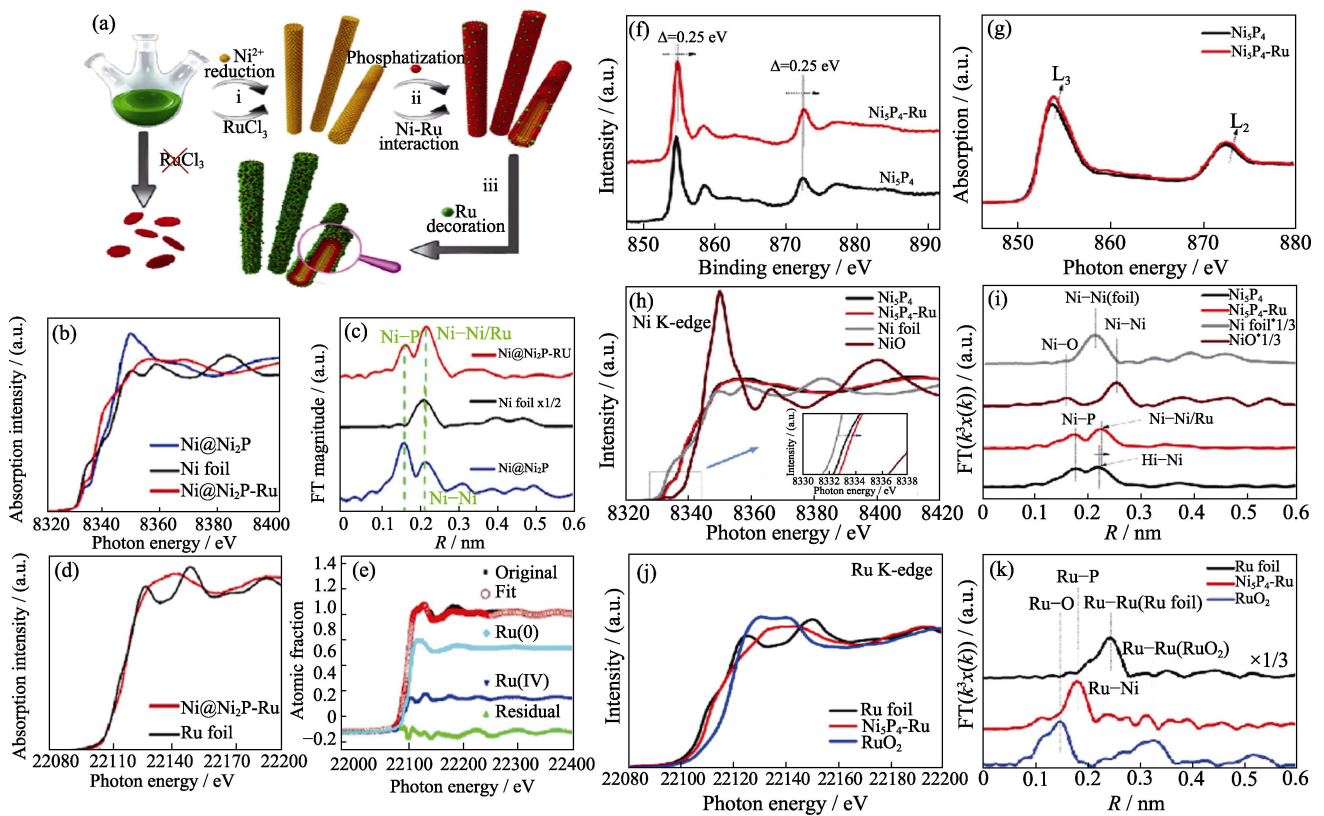 (a)
Ni²⁺
reduction
i
RuCl₃
Phosphatization
ii
Ni-Ru
interaction
RuCl₃
iii
Ru
decoration
(b)
Absorption intensity / (a.u.)
Ni@Ni₂P
Ni foil
Ni@Ni₂P-Ru
8320 8340 8360 8380 8400
Photon energy / eV
(c)
FT magnitude / (a.u.)
Ni−P
Ni−Ni/Ru
Ni@Ni₂P-RU
Ni foil x1/2
Ni@Ni₂P
Ni−Ni
0 0.1 0.2 0.3 0.4 0.5 0.6
R / nm
(d)
Absorption intensity / (a.u.)
Ni@Ni₂P-Ru
Ru foil
22080 22110 22140 22170 22200
Photon energy / eV
(e)
Atomic fraction
1.4
1.2
1.0
0.8
0.6
0.4
0.2
0
−0.2
Original
Fit
Ru(0)
Ru(IV)
Residual
22000 22100 22200 22300 22400
Photon energy / eV
(f)
Intensity / (a.u.)
Δ=0.25 eV
Δ=0.25 eV
Ni₅P₄-Ru
Ni₅P₄
850 860 870 880 890
Binding energy / eV
(g)
Absorption / (a.u.)
Ni₅P₄
Ni₅P₄-Ru
L₃
L₂
850 860 870 880
Photon energy / eV
(h)
Ni K-edge
Intensity / (a.u.)
Ni₅P₄
Ni₅P₄-Ru
Ni foil
NiO
Intensity / (a.u.)
8330 8332 8334 8336 8338
Photon energy / eV
8320 8340 8360 8380 8400 8420
Photon energy / eV
(i)
FT(k³x(k)) / (a.u.)
Ni₅P₄
Ni₅P₄-Ru
Ni foil*1/3
NiO*1/3
Ni−Ni(foil)
Ni−Ni
Ni−O
Ni−P
Ni−Ni/Ru
Hi−Ni
0 0.1 0.2 0.3 0.4 0.5 0.6
R / nm
(j)
Ru K-edge
Intensity / (a.u.)
Ru foil
Ni₅P₄-Ru
RuO₂
22080 22100 22120 22140 22160 22180 22200
Photon energy / eV
(k)
FT(k³x(k)) / (a.u.)
Ru foil
Ni₅P₄-Ru
RuO₂
Ru−P
Ru−O
Ru−Ru(Ru foil)
Ru−Ru(RuO₂)
×1/3
Ru−Ni
0 0.1 0.2 0.3 0.4 0.5 0.6
R / nm